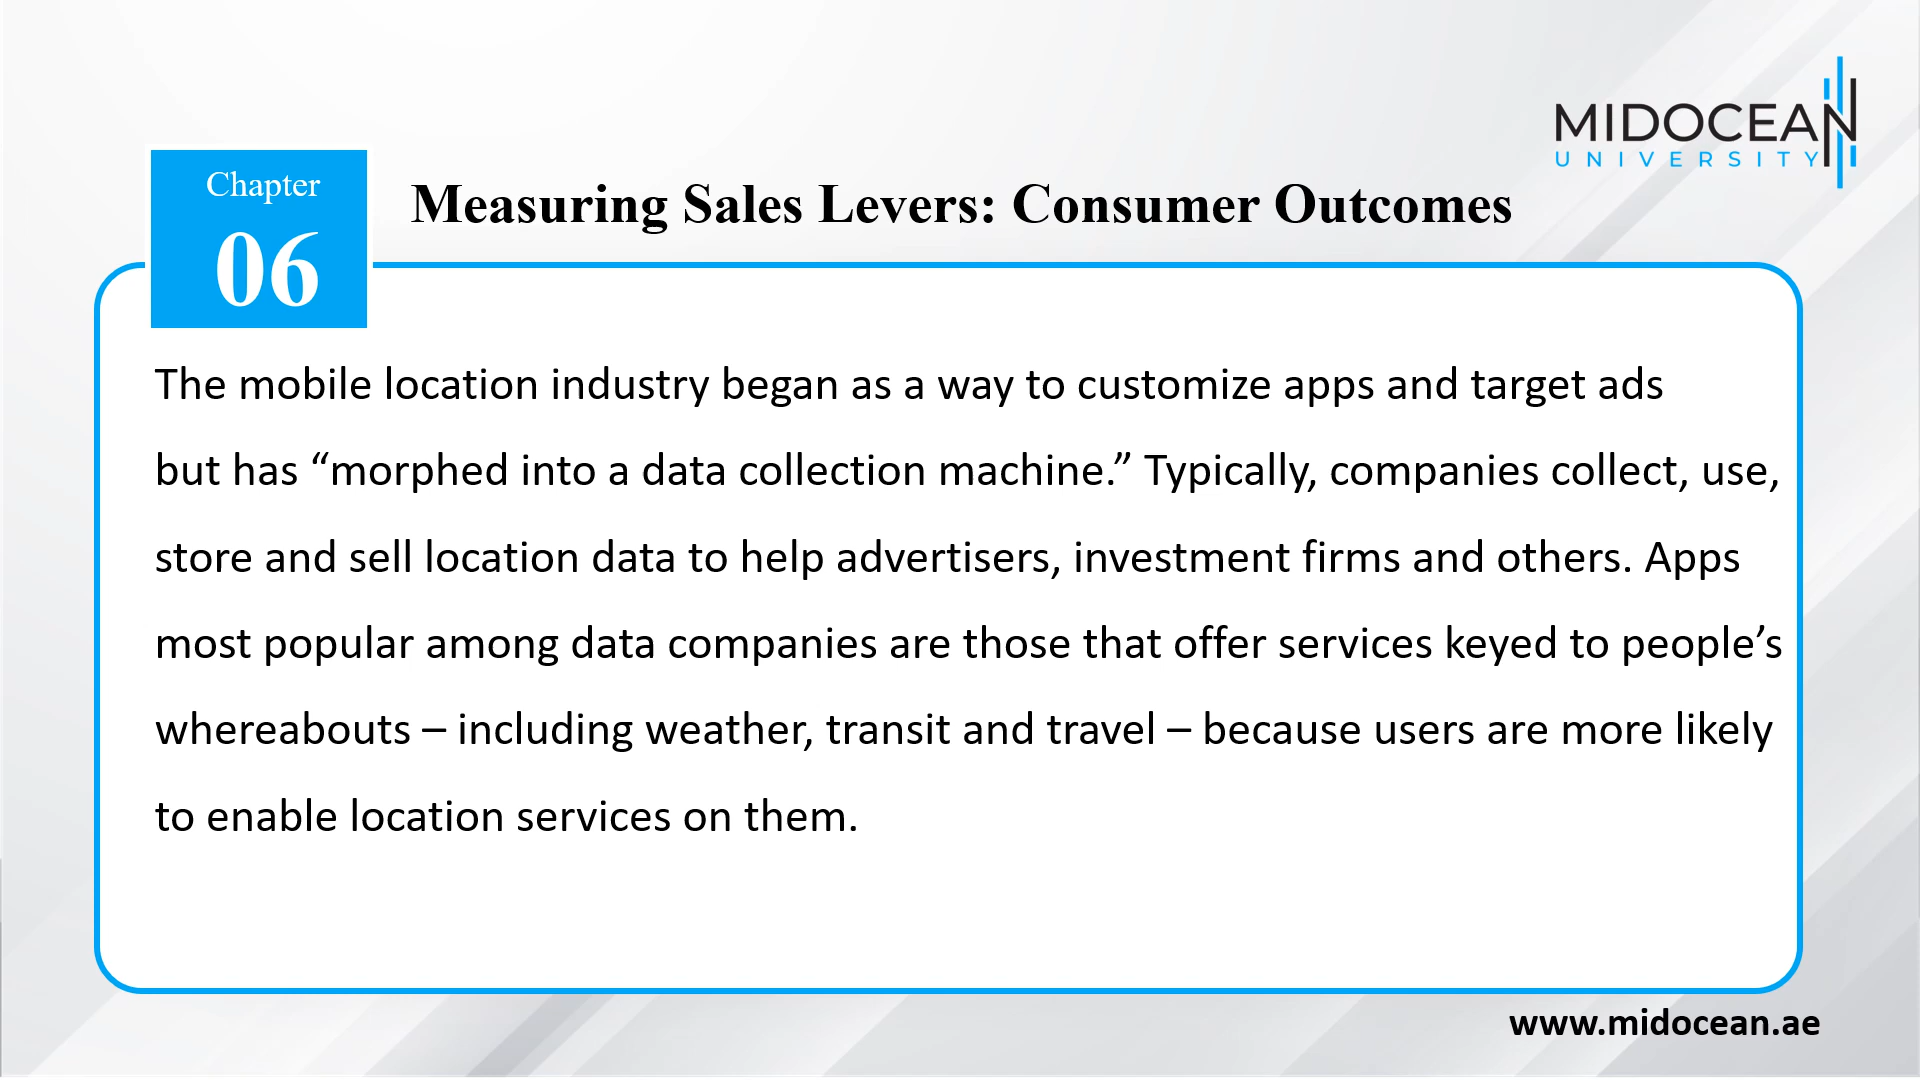 MIDOCEAN
UNIVERSITY
Chapter
06
Measuring Sales Levers: Consumer Outcomes
The mobile location industry began as a way to customize apps and target ads
but has “morphed into a data collection machine.” Typically, companies collect, use,
store and sell location data to help advertisers, investment firms and others. Apps
most popular among data companies are those that offer services keyed to people’s
whereabouts – including weather, transit and travel – because users are more likely
to enable location services on them.
www.midocean.ae